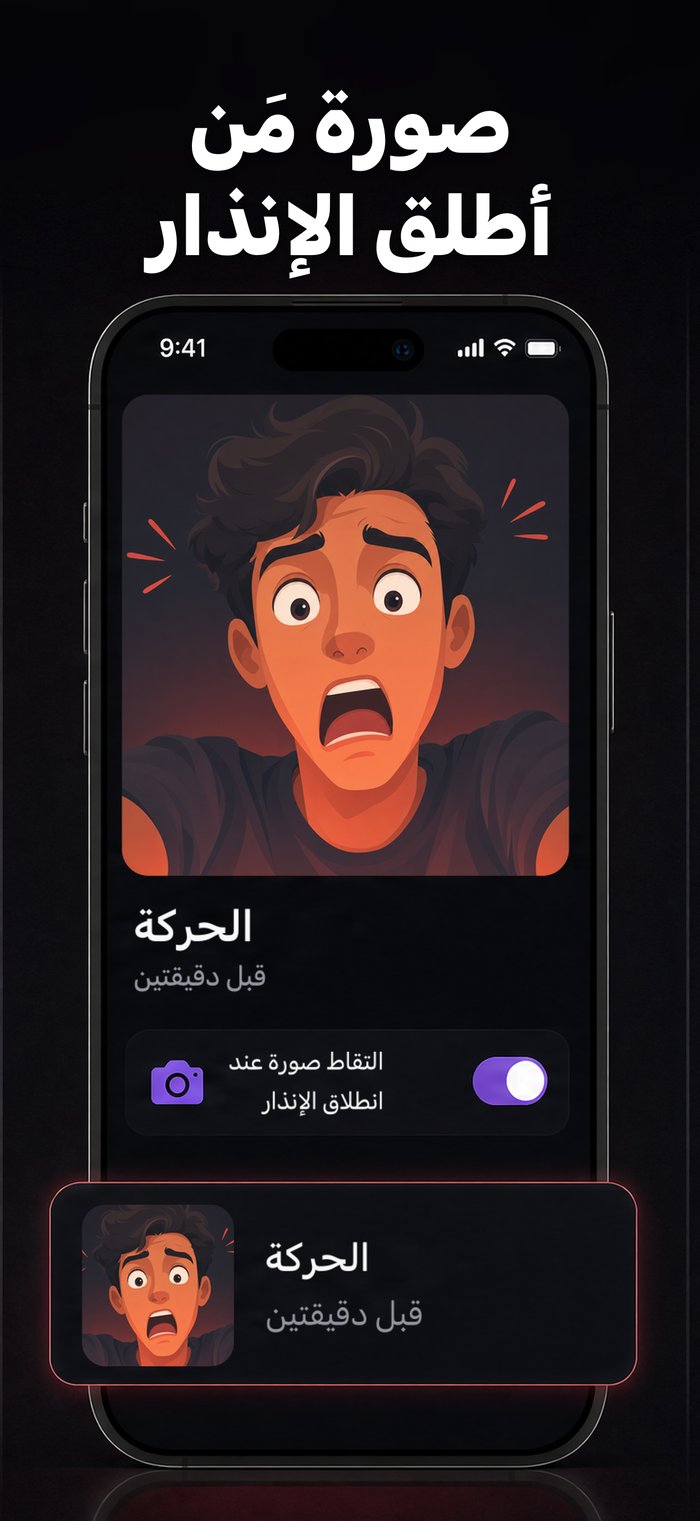 صورة مَن
أطلق الإنذار
9:41
الحركة
قبل دقيقتين
التقاط صورة عند
انطلاق الإنذار
الحركة
قبل دقيقتين